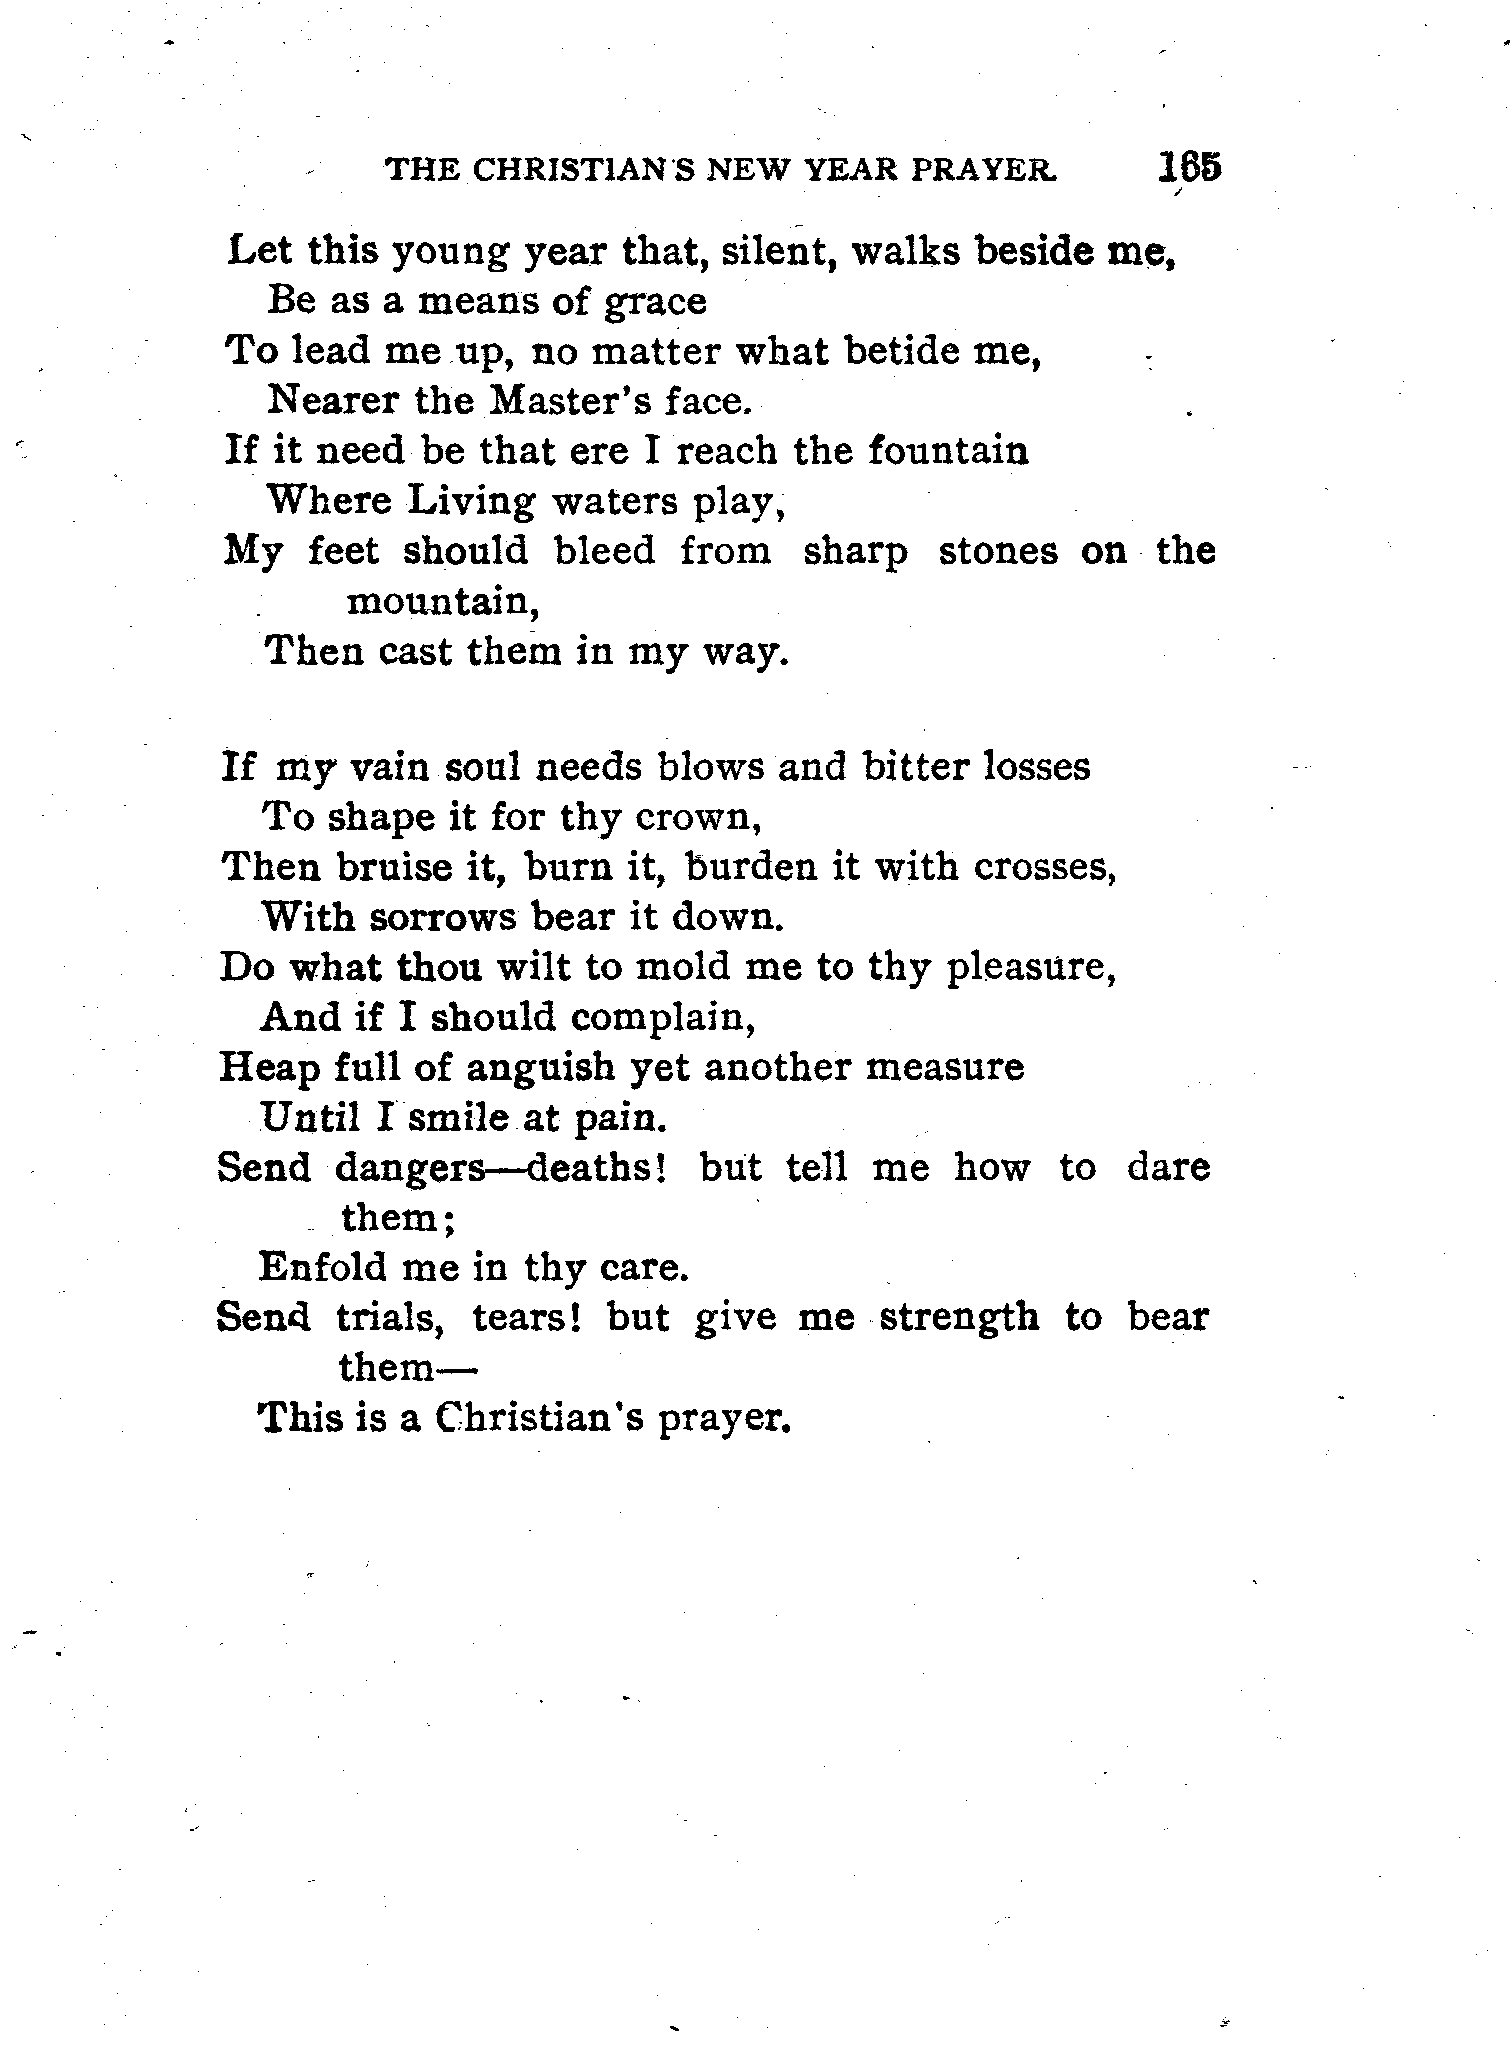 THE CHRISTIAN'S NEW YEAR PRAYER. 165
Let this young year that, silent, walks beside me,
Be as a means of grace
To lead me up, no matter what betide me,
Nearer the Master's face.
If it need be that ere I reach the fountain
Where Living waters play,
My feet should bleed from sharp stones on the
mountain,
Then cast them in my way.
If my vain soul needs blows and bitter losses
To shape it for thy crown,
Then bruise it, burn it, burden it with crosses,
With sorrows bear it down.
Do what thou wilt to mold me to thy pleasure,
And if I should complain,
Heap full of anguish yet another measure
Until I smile at pain.
Send dangers—deaths! but tell me how to dare
them;
Enfold me in thy care.
Send trials, tears! but give me strength to bear
them—
This is a Christian's prayer.